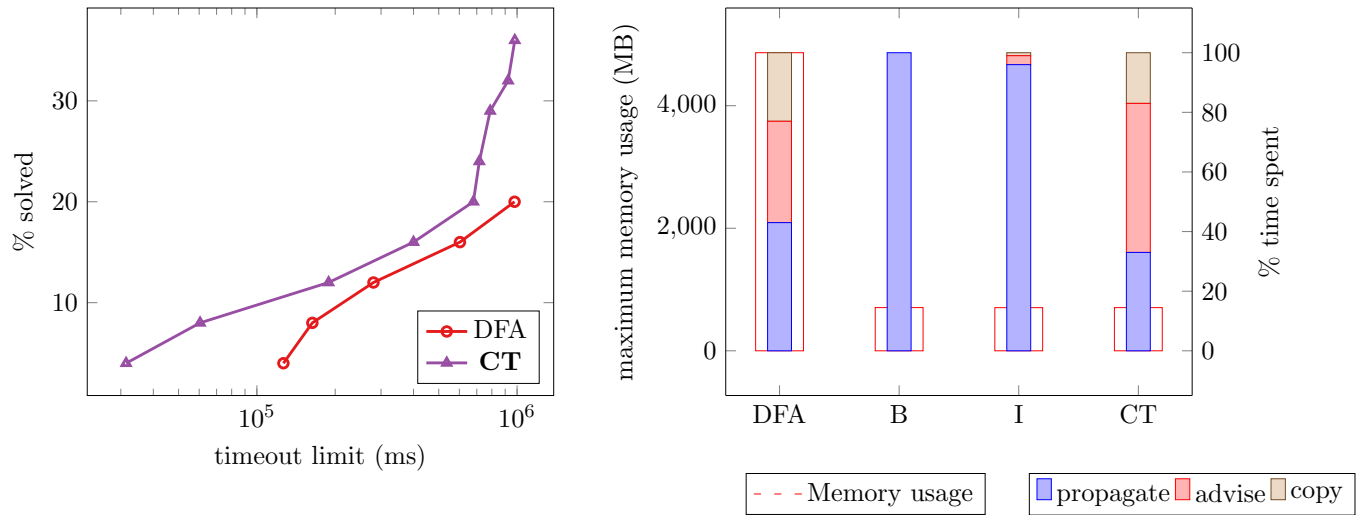 % solved
30
20
10
10^5
10^6
timeout limit (ms)
DFA
CT
maximum memory usage (MB)
4,000
2,000
0
100
80
60
40
20
0
% time spent
DFA B I CT
Memory usage
propagate advise copy